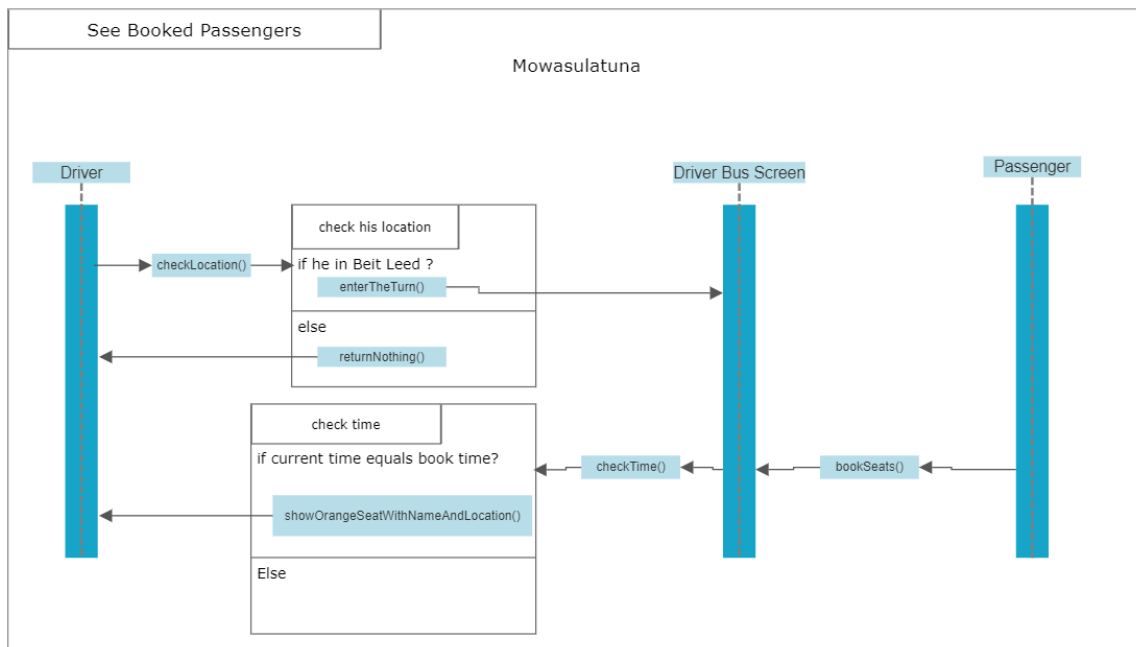 See Booked Passengers
Mowasulatuna
Driver
Driver Bus Screen
Passenger
check his location
checkLocation()
if he in Beit Leed ?
enterTheTurn()
else
returnNothing()
check time
if current time equals book time?
checkTime()
bookSeats()
showOrangeSeatWithNameAndLocation()
Else